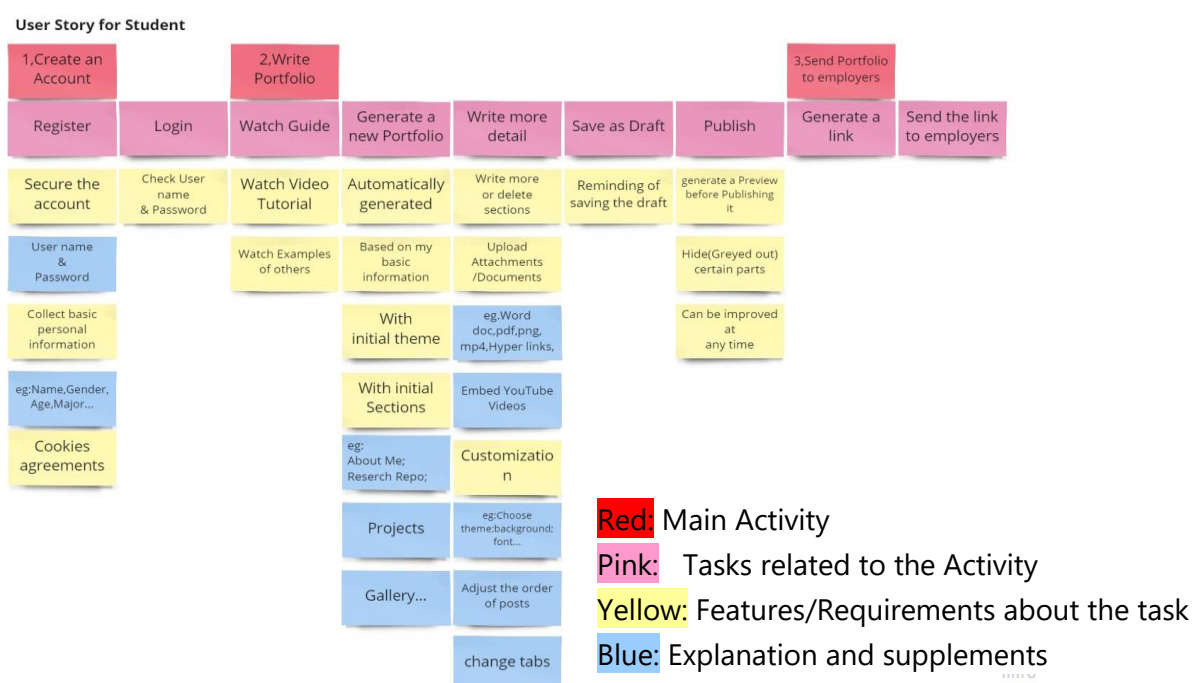 User Story for Student
1,Create an
Account
2,Write
Portfolio
3,Send Portfolio
to employers
Register
Login
Watch Guide
Generate a
new Portfolio
Write more
detail
Save as Draft
Publish
Generate a
link
Send the link
to employers
Secure the
account
Check User
name
& Password
Watch Video
Tutorial
Automatically
generated
Write more
or delete
sections
Reminding of
saving the draft
generate a Preview
before Publishing
it
User name
&
Password
Watch Examples
of others
Based on my
basic
information
Upload
Attachments
/Documents
Hide(Greyed out)
certain parts
Collect basic
personal
information
With
initial theme
eg.Word
doc,pdf,png,
mp4,Hyper links,
Can be improved
at
any time
eg:Name,Gender,
Age,Major...
With initial
Sections
Embed YouTube
Videos
Cookies
agreements
eg:
About Me;
Reserch Repo;
Customizatio
n
Projects
eg:Choose
theme;background;
font...
Gallery...
Adjust the order
of posts
change tabs
Red: Main Activity
Pink: Tasks related to the Activity
Yellow: Features/Requirements about the task
Blue: Explanation and supplements